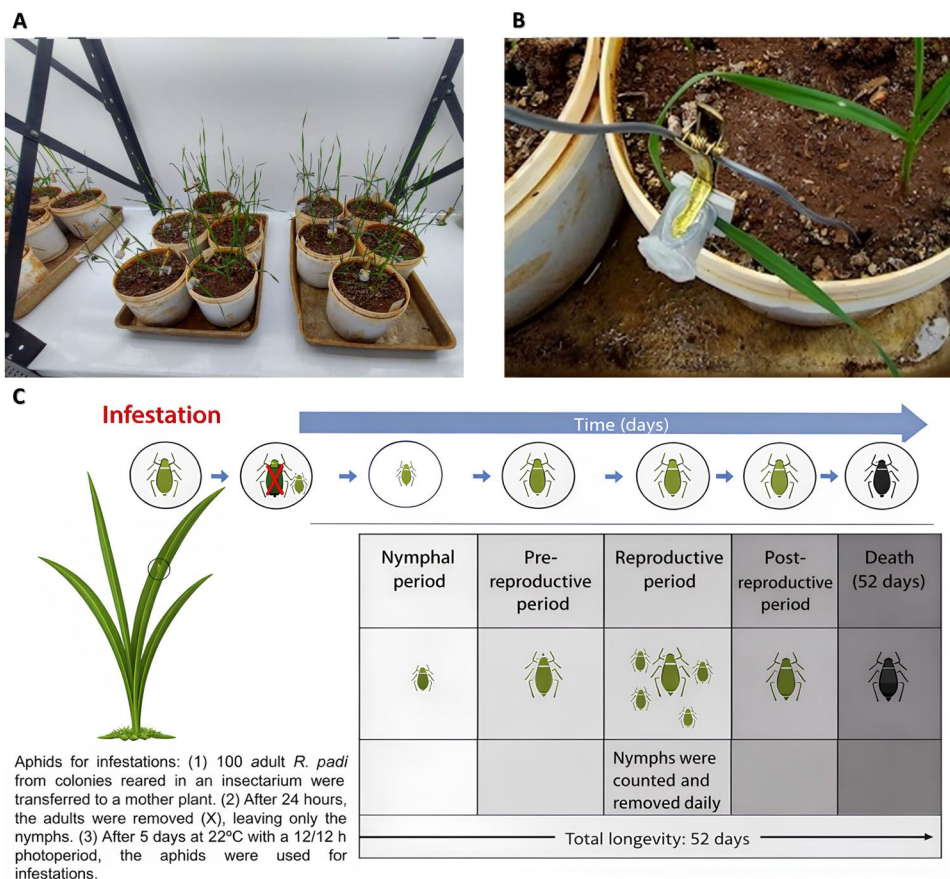 A
B
C
Infestation
Time (days)
Nymphal
period
Pre-
reproductive
period
Reproductive
period
Post-
reproductive
period
Death
(52 days)
Nymphs were
counted and
removed daily
Total longevity: 52 days
Aphids for infestations: (1) 100 adult R. padi
from colonies reared in an insectarium were
transferred to a mother plant. (2) After 24 hours,
the adults were removed (X), leaving only the
nymphs. (3) After 5 days at 22ºC with a 12/12 h
photoperiod, the aphids were used for
infestations.